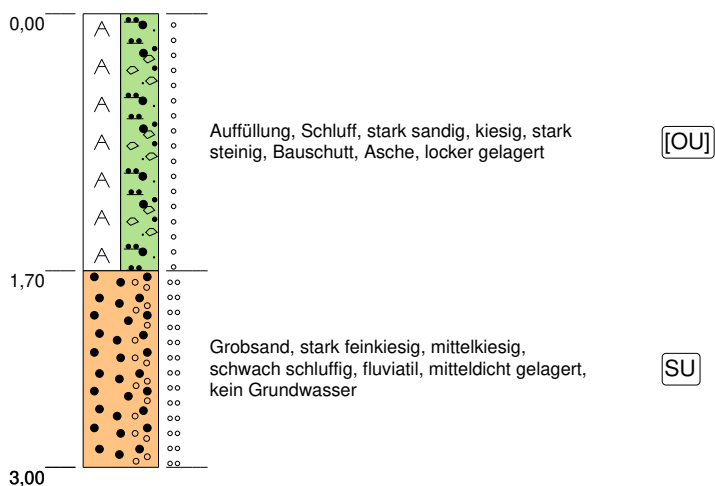 0,00
Auffüllung, Schluff, stark sandig, kiesig, stark
steinig, Bauschutt, Asche, locker gelagert
[OU]
A
A
A
A
A
A
A
1,70
Grobsand, stark feinkiesig, mittelkiesig,
schwach schluffig, fluviatil, mitteldicht gelagert,
kein Grundwasser
SU
3,00